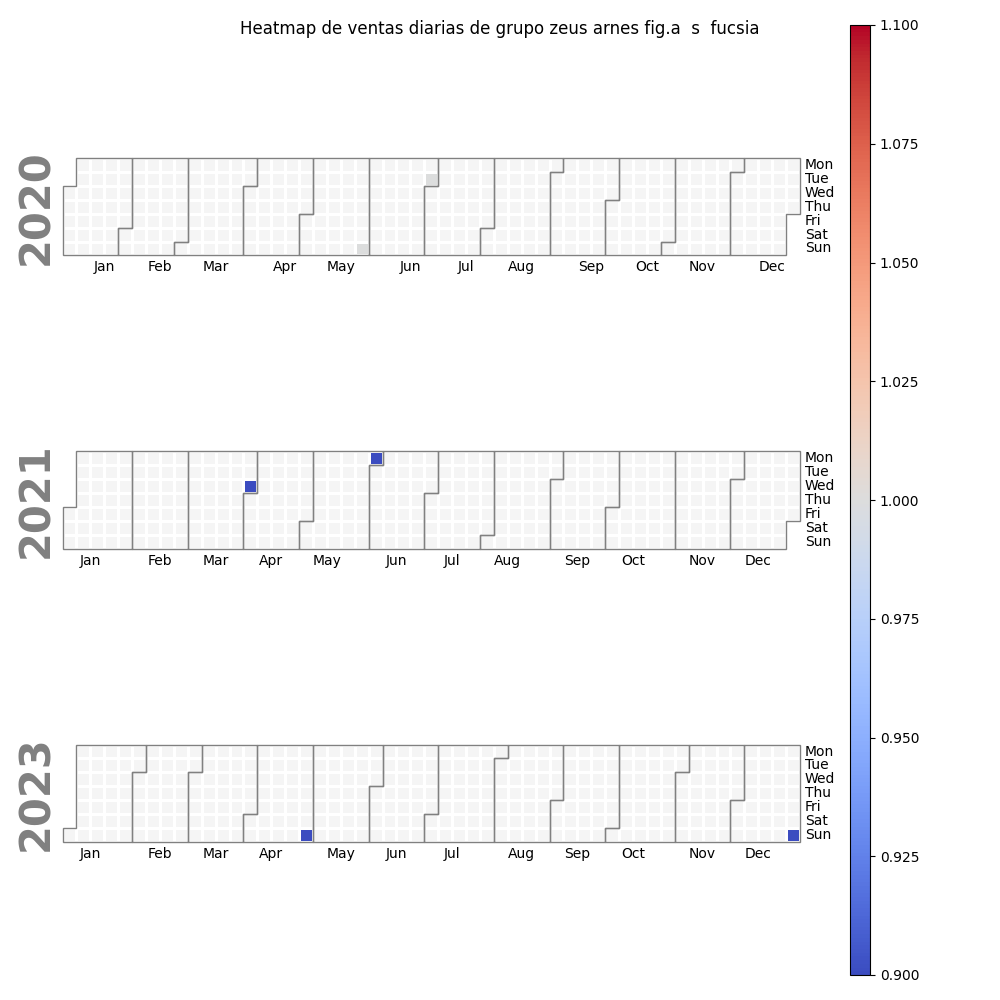 Heatmap de ventas diarias de grupo zeus arnes fig.a  s  fucsia
2020
Mon
Tue
Wed
Thu
Fri
Sat
Sun
Jan Feb Mar Apr May Jun Jul Aug Sep Oct Nov Dec
2021
Mon
Tue
Wed
Thu
Fri
Sat
Sun
Jan Feb Mar Apr May Jun Jul Aug Sep Oct Nov Dec
2023
Mon
Tue
Wed
Thu
Fri
Sat
Sun
Jan Feb Mar Apr May Jun Jul Aug Sep Oct Nov Dec
1.100
1.075
1.050
1.025
1.000
0.975
0.950
0.925
0.900